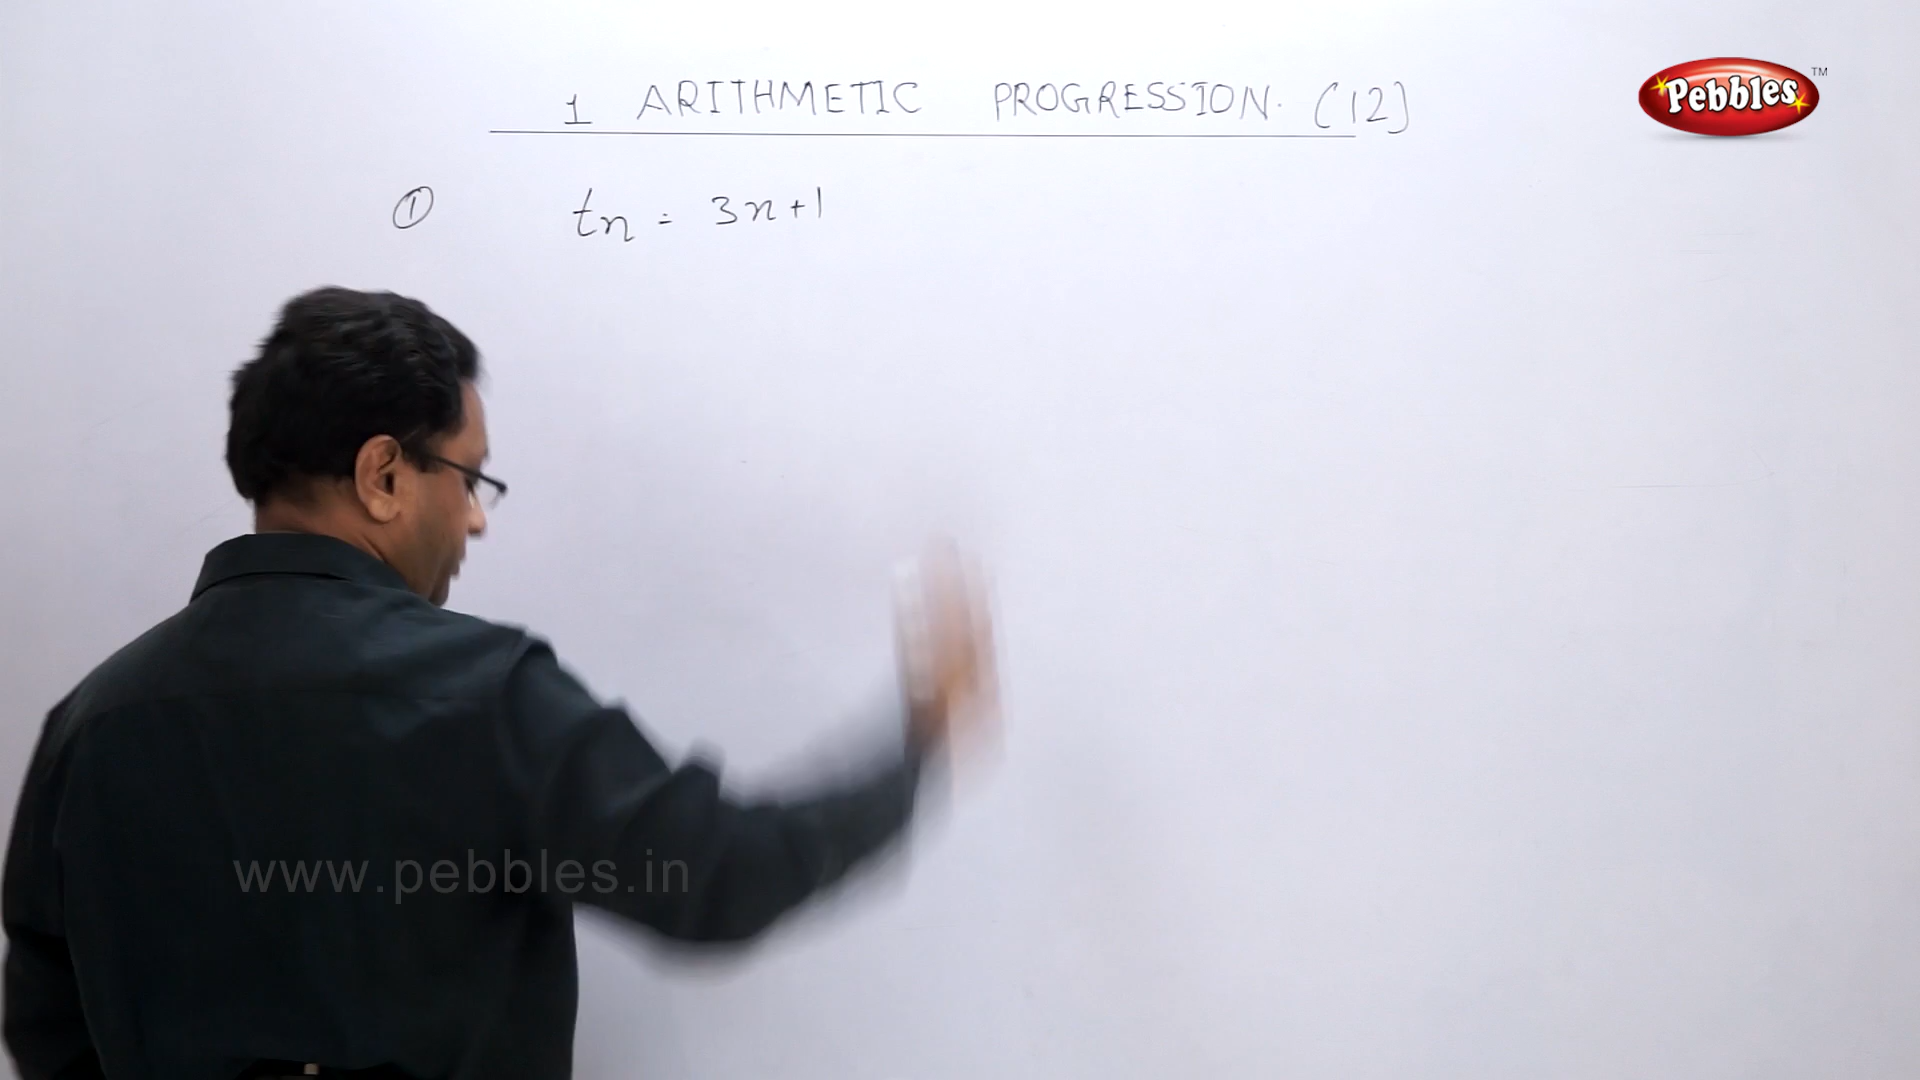 1 ARITHMETIC PROGRESSION. (12)
Pebbles TM
① tn = 3n+1
www.pebbles.in